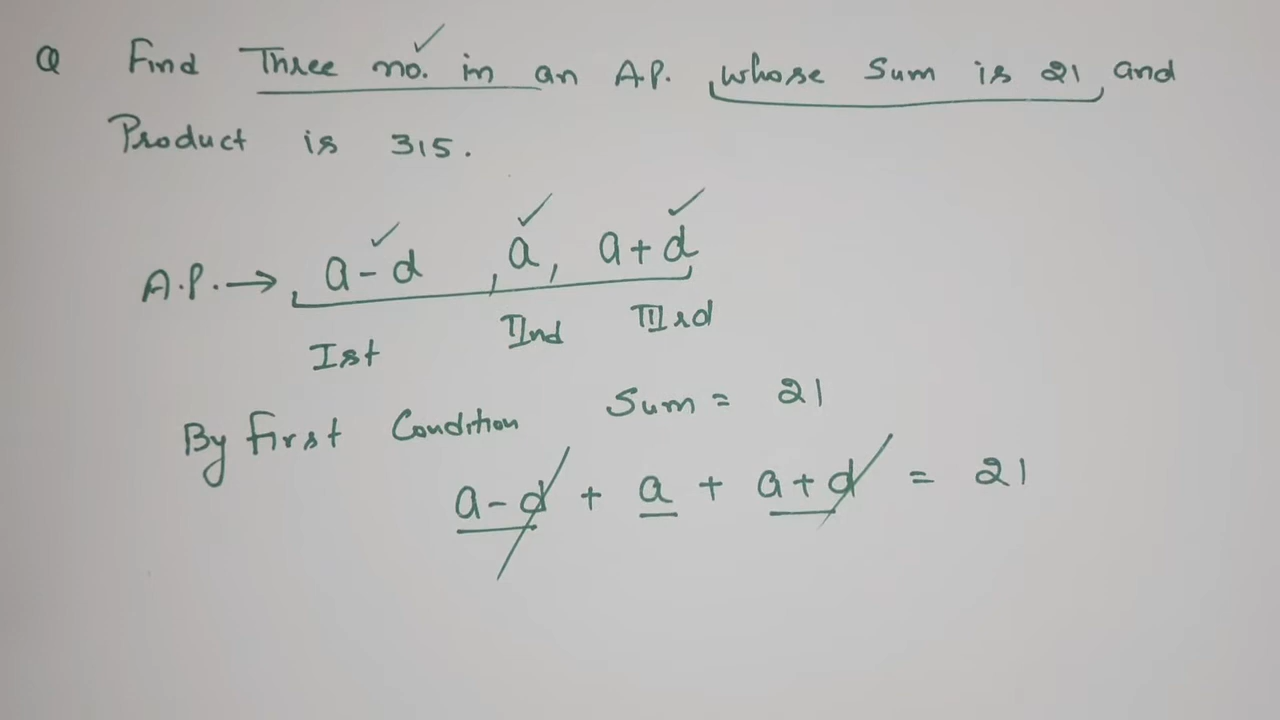 Q Find Three no. in an A.P. whose Sum is 21 and
Product is 315.
A.P. → a - d , a, a + d
Ist IInd IIIrd
By First Condition Sum = 21
a - d + a + a + d = 21